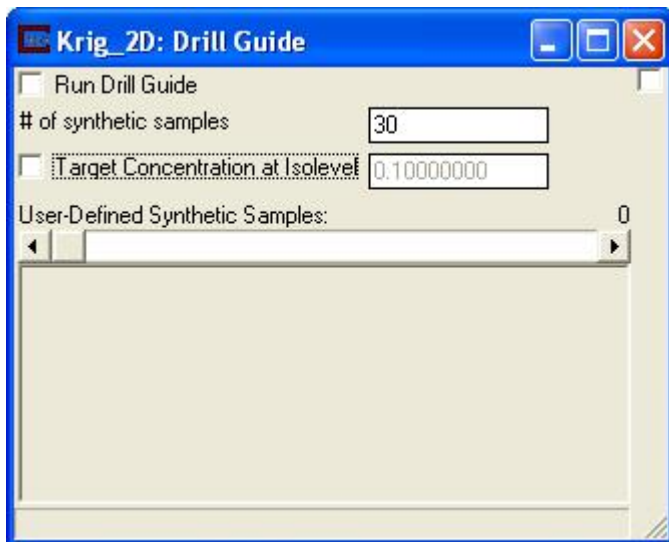 Krig_2D: Drill Guide
Run Drill Guide
# of synthetic samples 30
Target Concentration at Isolevel 0.10000000
User-Defined Synthetic Samples: 0